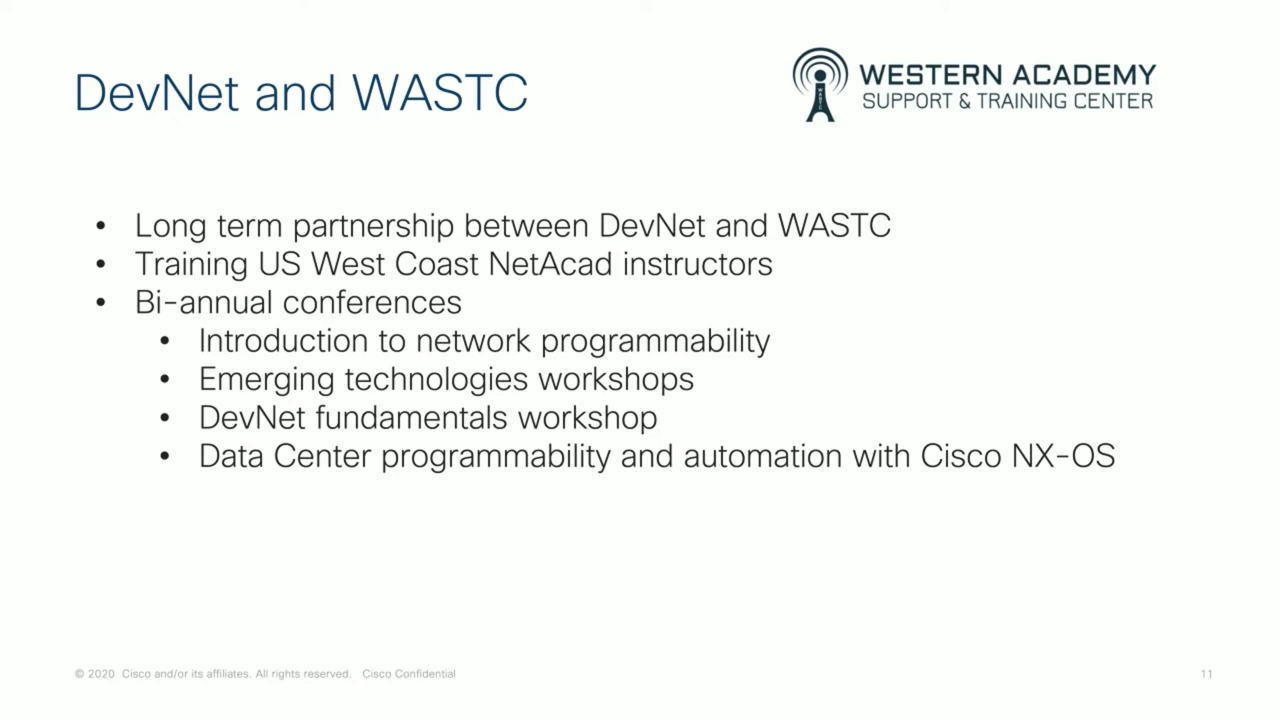 DevNet and WASTC
WESTERN ACADEMY
SUPPORT & TRAINING CENTER
WASTC
• Long term partnership between DevNet and WASTC
• Training US West Coast NetAcad instructors
• Bi-annual conferences
• Introduction to network programmability
• Emerging technologies workshops
• DevNet fundamentals workshop
• Data Center programmability and automation with Cisco NX-OS
© 2020 Cisco and/or its affiliates. All rights reserved. Cisco Confidential
11